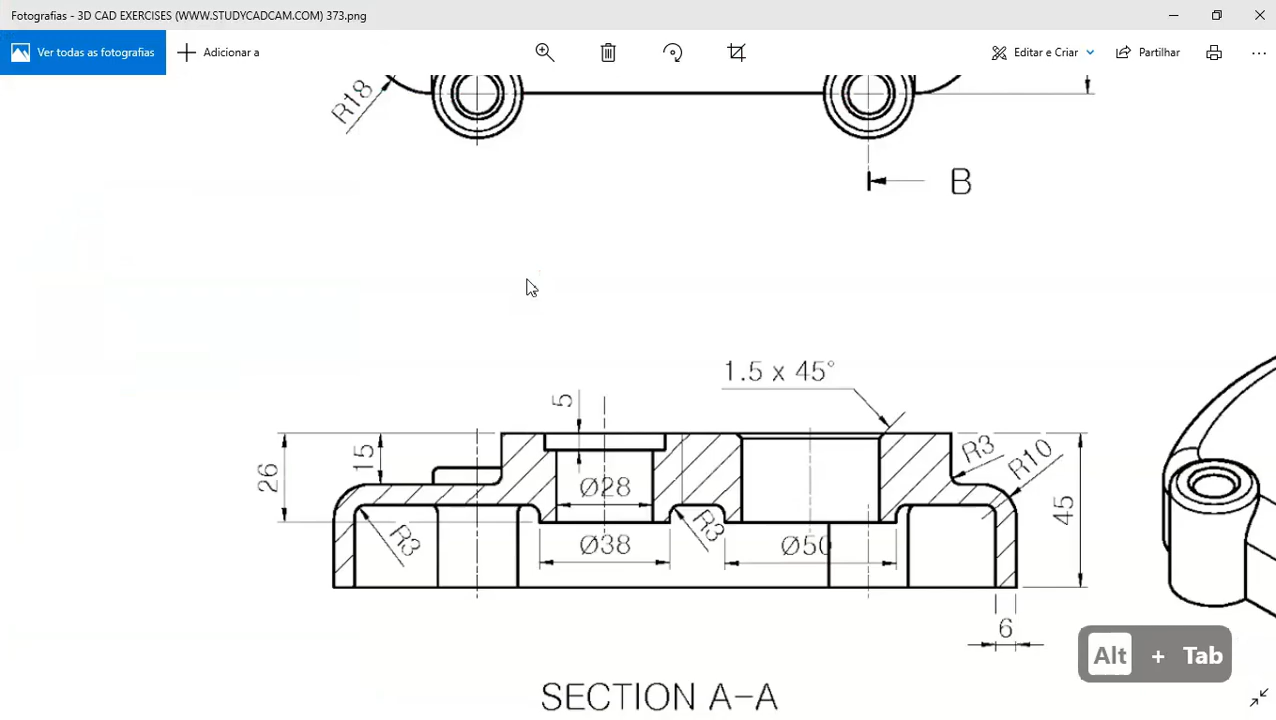 Fotografias - 3D CAD EXERCISES (WWW.STUDYCADCAM.COM) 373.png
Ver todas as fotografias
Adicionar a
Editar e Criar
Partilhar
R18
B
1.5 x 45°
5
15
26
R3
R10
Ø28
45
R3
R3
Ø38
Ø50
6
Alt + Tab
SECTION A-A